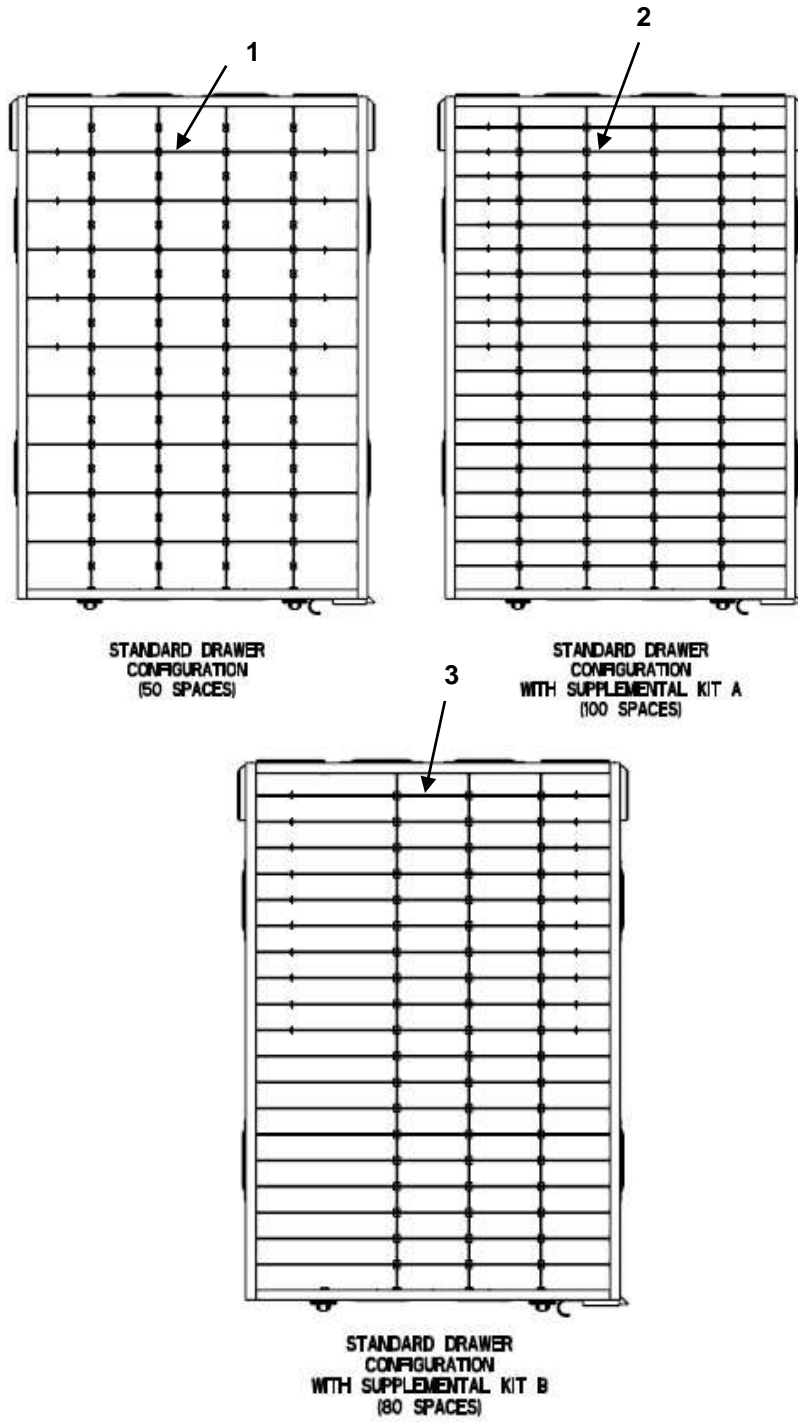 1
2
STANDARD DRAWER
CONFIGURATION
(50 SPACES)
STANDARD DRAWER
CONFIGURATION
WITH SUPPLEMENTAL KIT A
(100 SPACES)
3
STANDARD DRAWER
CONFIGURATION
WITH SUPPLEMENTAL KIT B
(80 SPACES)